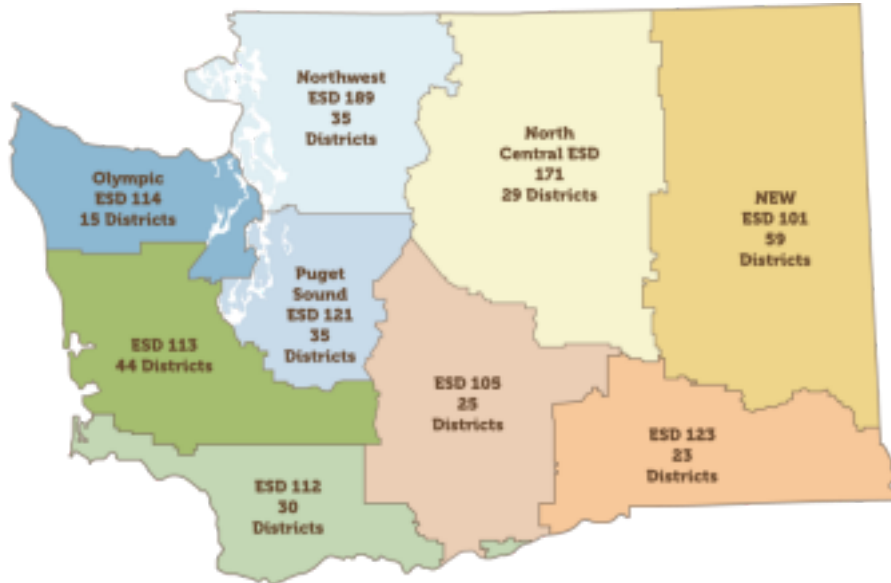 Northwest
ESD 189
35
Districts
North
Central ESD
171
29 Districts
Olympic
ESD 114
15 Districts
NEW
ESD 101
59
Districts
Puget
Sound
ESD 121
35
Districts
ESD 113
44 Districts
ESD 105
25
Districts
ESD 123
23
Districts
ESD 112
30
Districts